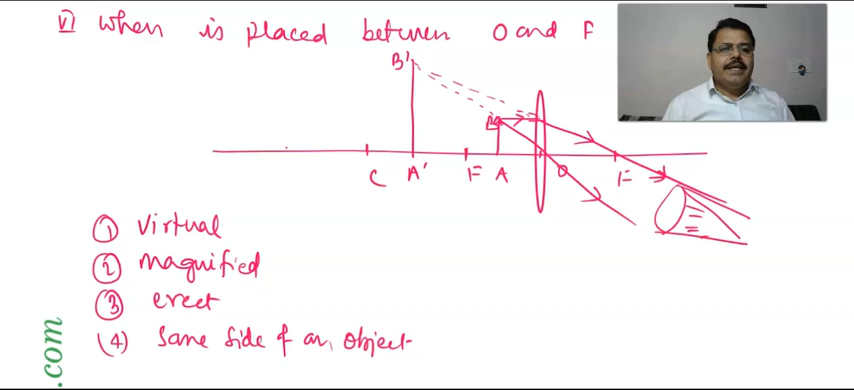 vi) when is placed between O and F
B'
B
C A' F A O F
① Virtual
② magnified
③ erect
(4) Same side of an object
.com